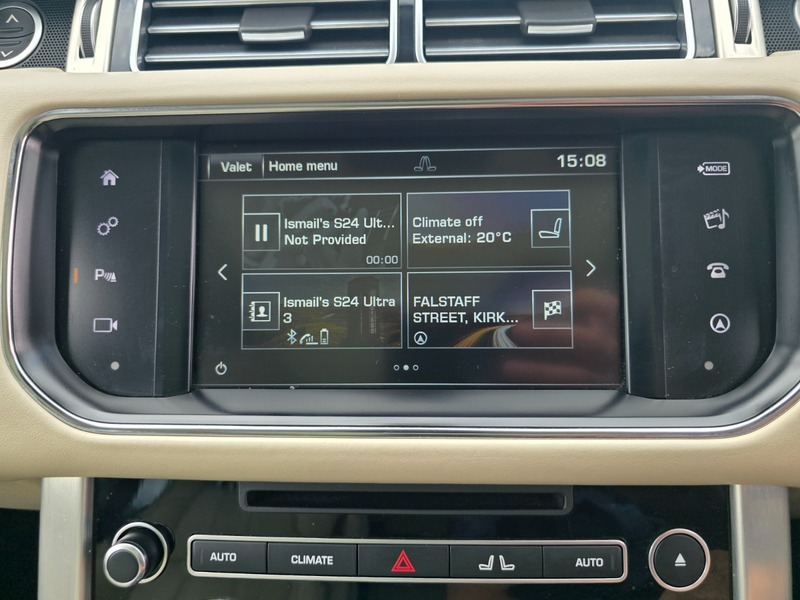 Valet
Home menu
15:08
Ismail's S24 Ult...
Not Provided
00:00
Climate off
External: 20°C
Ismail's S24 Ultra
3
FALSTAFF
STREET, KIRK...
P
MODE
AUTO
CLIMATE
AUTO